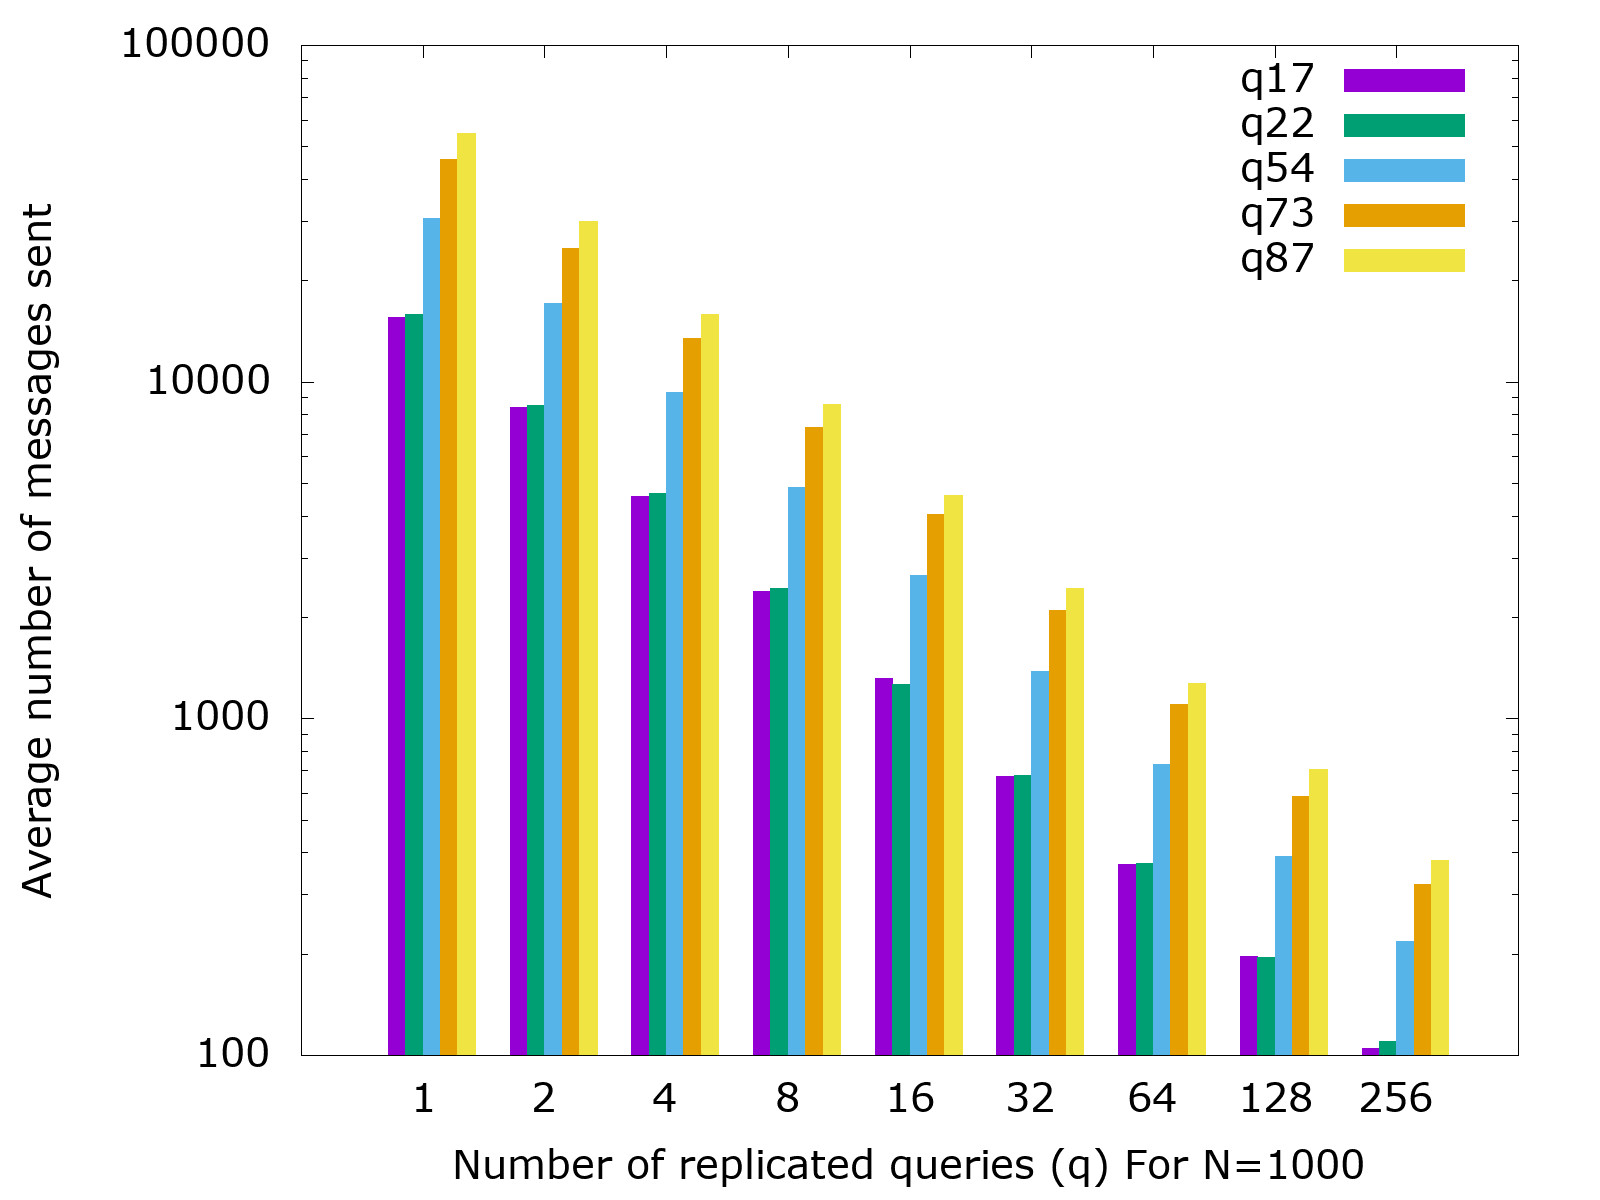 100000
10000
1000
100
Average number of messages sent
q17
q22
q54
q73
q87
1 2 4 8 16 32 64 128 256
Number of replicated queries (q) For N=1000